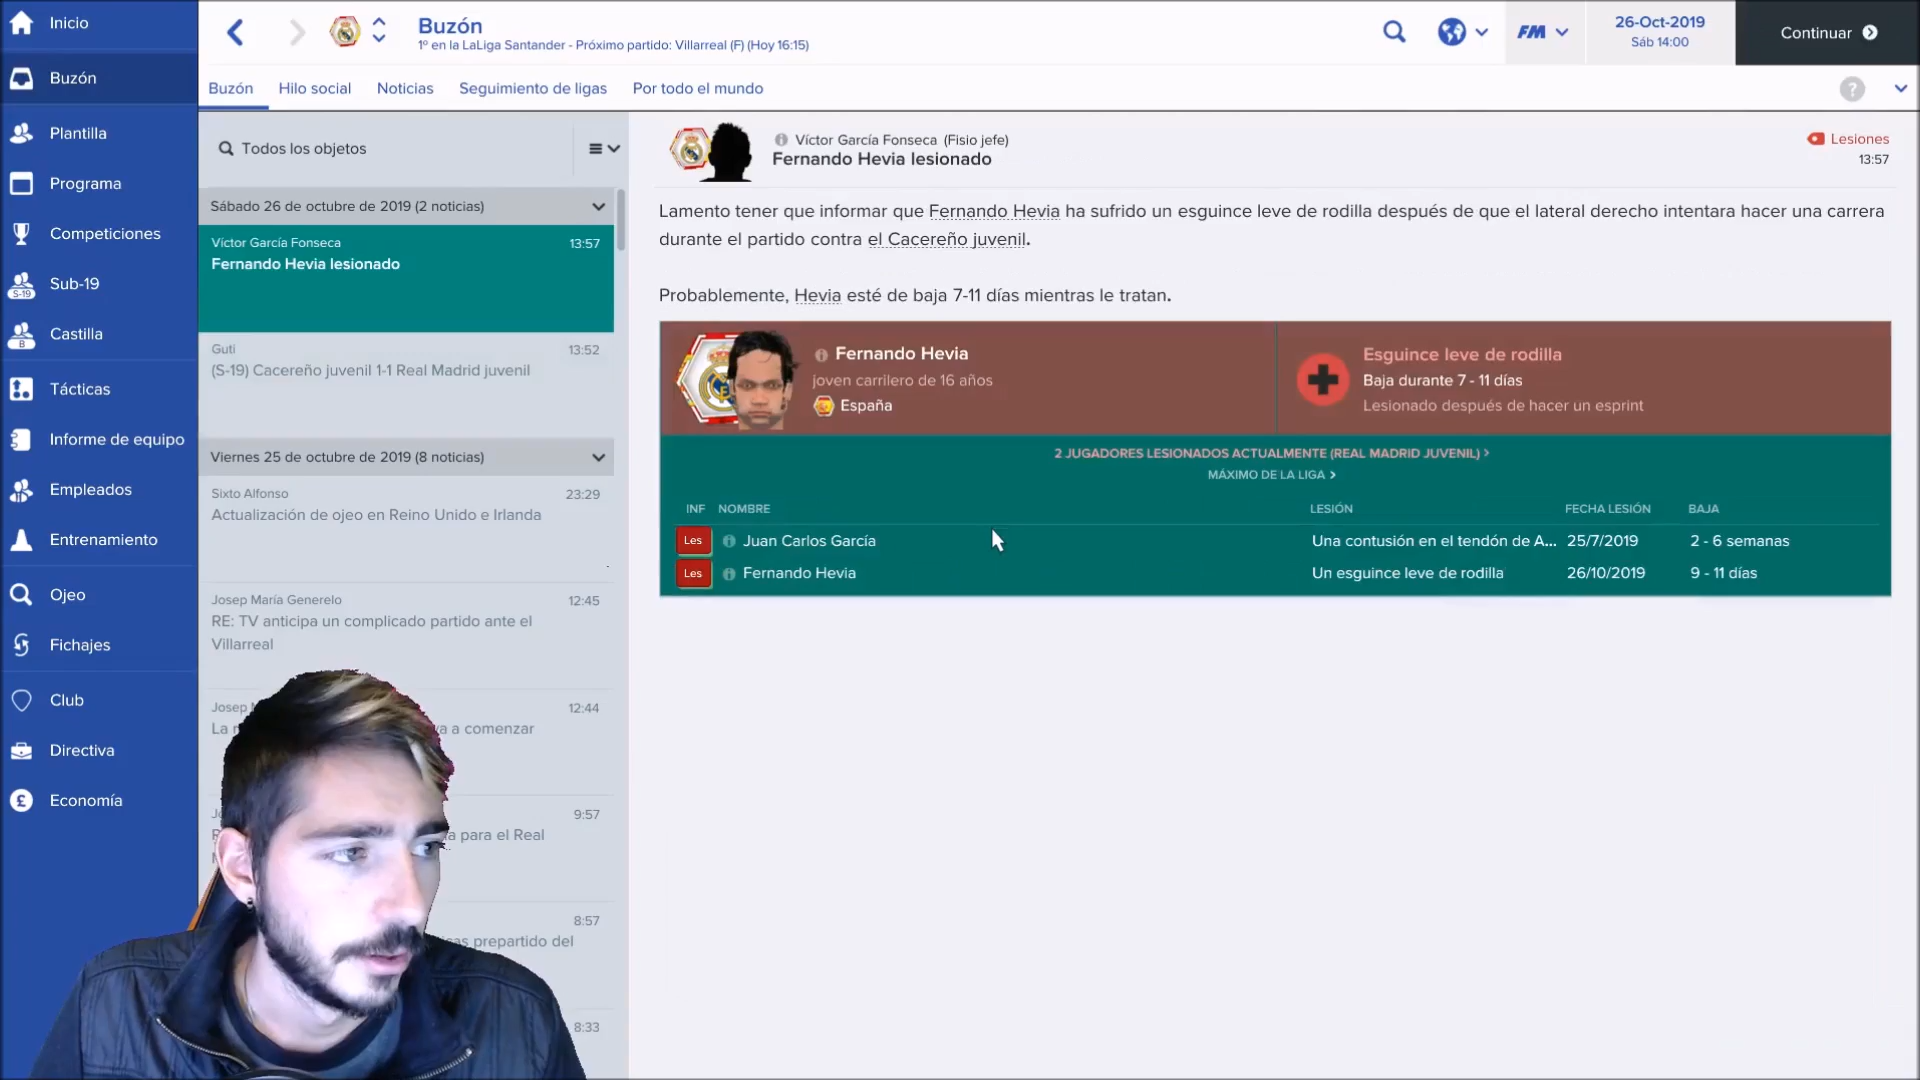 Inicio
Buzón
Plantilla
Programa
Competiciones
S-19
Sub-19
B
Castilla
Tácticas
Informe de equipo
Empleados
Entrenamiento
Ojeo
Fichajes
Club
Directiva
£
Economía
Buzón
1º en la LaLiga Santander - Próximo partido: Villarreal (F) (Hoy 16:15)
FM
26-Oct-2019
Sáb 14:00
Continuar
Buzón
Hilo social
Noticias
Seguimiento de ligas
Por todo el mundo
?
Todos los objetos
Sábado 26 de octubre de 2019 (2 noticias)
Víctor García Fonseca 13:57
Fernando Hevia lesionado
Guti 13:52
(S-19) Cacereño juvenil 1-1 Real Madrid juvenil
Viernes 25 de octubre de 2019 (8 noticias)
Sixto Alfonso 23:29
Actualización de ojeo en Reino Unido e Irlanda
Josep María Generelo 12:45
RE: TV anticipa un complicado partido ante el
Villarreal
Josep 12:44
La va a comenzar
9:57
para el Real
8:57
prepartido del
8:33
Víctor García Fonseca (Fisio jefe)
Fernando Hevia lesionado
Lesiones
13:57
Lamento tener que informar que Fernando Hevia ha sufrido un esguince leve de rodilla después de que el lateral derecho intentara hacer una carrera
durante el partido contra el Cacereño juvenil.
Probablemente, Hevia esté de baja 7-11 días mientras le tratan.
Fernando Hevia
joven carrilero de 16 años
España
Esguince leve de rodilla
Baja durante 7 - 11 días
Lesionado después de hacer un esprint
2 JUGADORES LESIONADOS ACTUALMENTE (REAL MADRID JUVENIL) >
MÁXIMO DE LA LIGA >
INF NOMBRE LESIÓN FECHA LESIÓN BAJA
Les Juan Carlos García Una contusión en el tendón de A... 25/7/2019 2 - 6 semanas
Les Fernando Hevia Un esguince leve de rodilla 26/10/2019 9 - 11 días